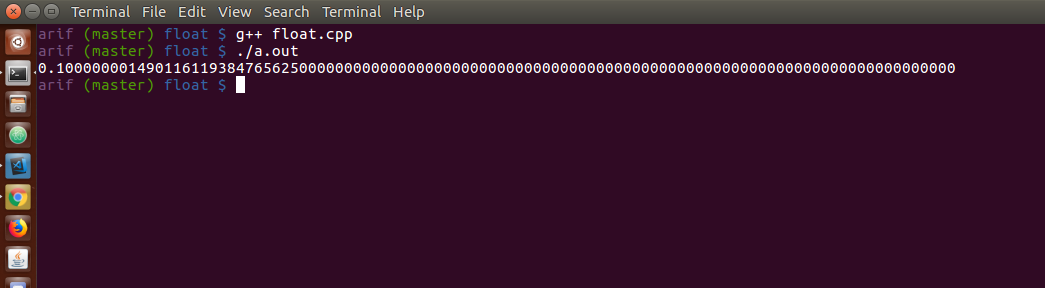 Terminal File Edit View Search Terminal Help
arif (master) float $ g++ float.cpp
arif (master) float $ ./a.out
0.1000000014901161193847656250000000000000000000000000000000000000000000000000000000000000000000000000
arif (master) float $